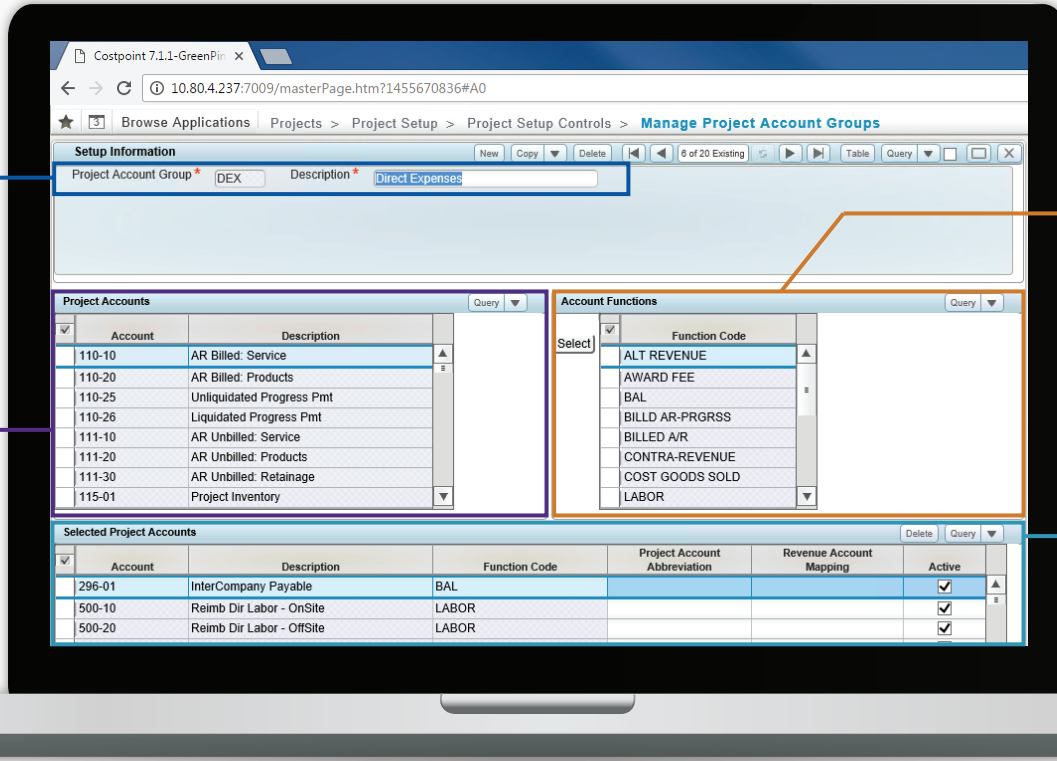 Costpoint 7.1.1-GreenPin
10.80.4.237:7009/masterPage.htm?1455670836#A0
3 Browse Applications Projects > Project Setup > Project Setup Controls > Manage Project Account Groups
Setup Information New Copy Delete 6 of 20 Existing Table Query
Project Account Group * DEX Description * Direct Expenses
Project Accounts Query
Account Description
110-10 AR Billed: Service
110-20 AR Billed: Products
110-25 Unliquidated Progress Pmt
110-26 Liquidated Progress Pmt
111-10 AR Unbilled: Service
111-20 AR Unbilled: Products
111-30 AR Unbilled: Retainage
115-01 Project Inventory
Account Functions Query
Select
Function Code
ALT REVENUE
AWARD FEE
BAL
BILLD AR-PRGRSS
BILLED A/R
CONTRA-REVENUE
COST GOODS SOLD
LABOR
Selected Project Accounts Delete Query
Account Description Function Code Project Account Abbreviation Revenue Account Mapping Active
296-01 InterCompany Payable BAL
500-10 Reimb Dir Labor - OnSite LABOR
500-20 Reimb Dir Labor - OffSite LABOR